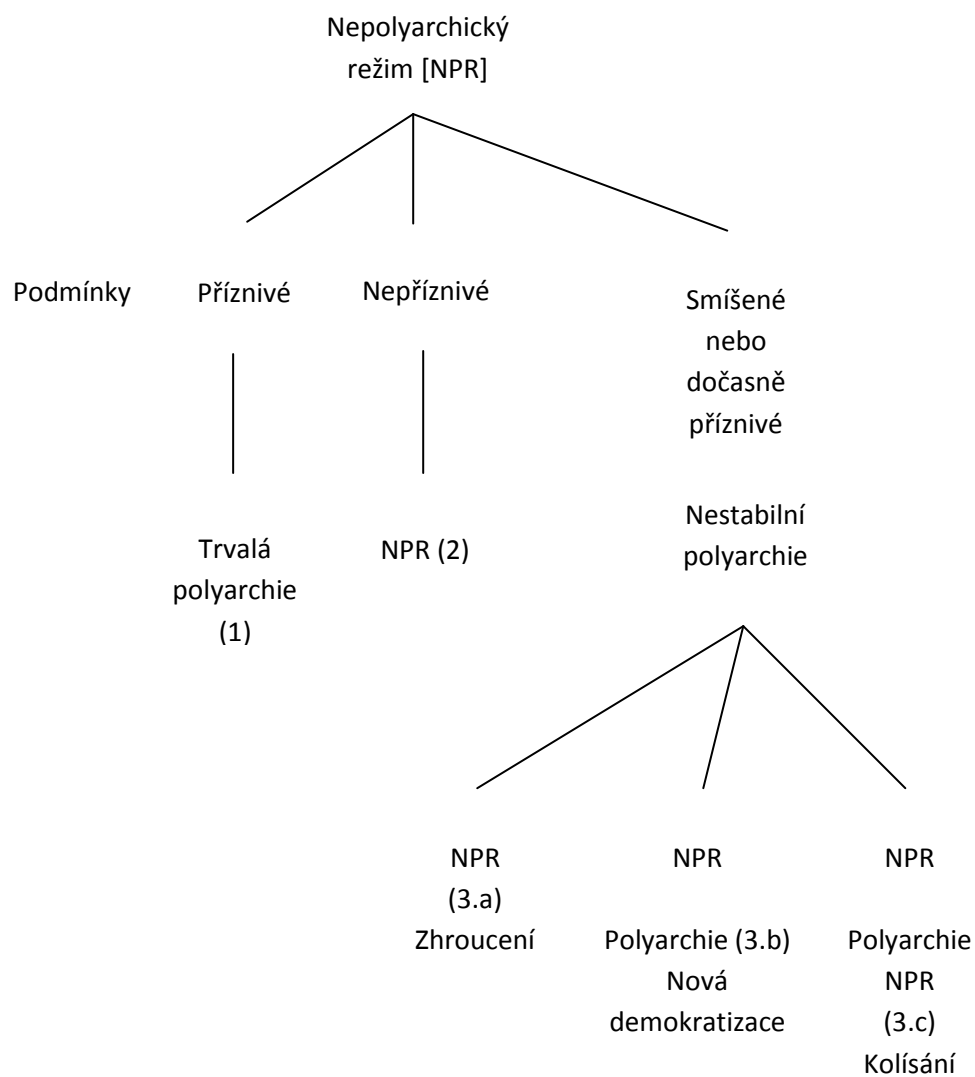 Nepolyarchický
režim [NPR]
Podmínky
Příznivé
Nepříznivé
Smíšené
nebo
dočasně
příznivé
Trvalá
polyarchie
(1)
NPR (2)
Nestabilní
polyarchie
NPR
(3.a)
Zhroucení
NPR
Polyarchie (3.b)
Nová
demokratizace
NPR
Polyarchie
NPR
(3.c)
Kolísání